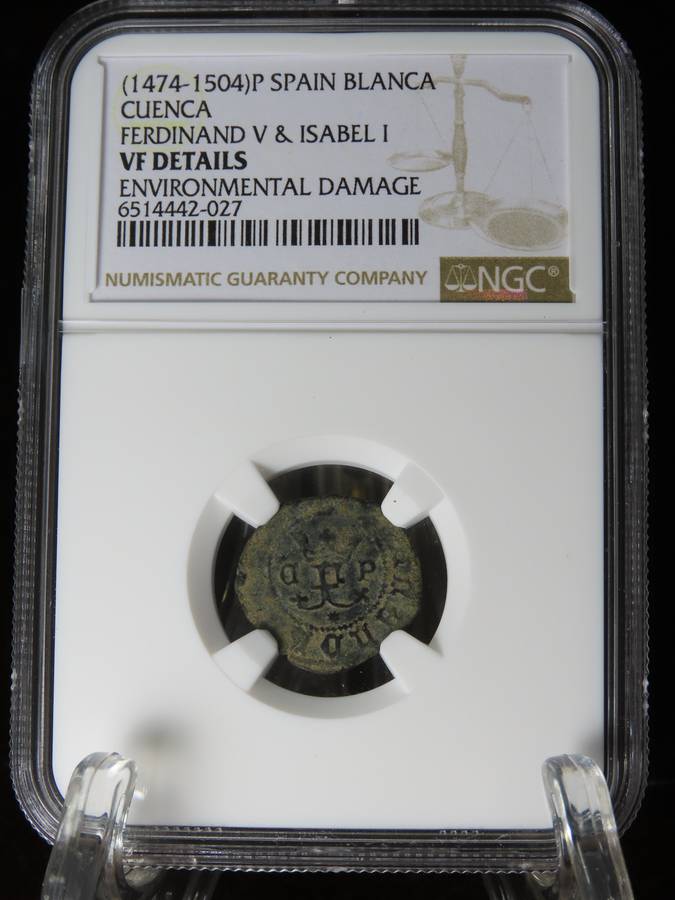 (1474-1504)P SPAIN BLANCA
CUENCA
FERDINAND V & ISABEL I
VF DETAILS
ENVIRONMENTAL DAMAGE
6514442-027
NUMISMATIC GUARANTY COMPANY
NGC®
P